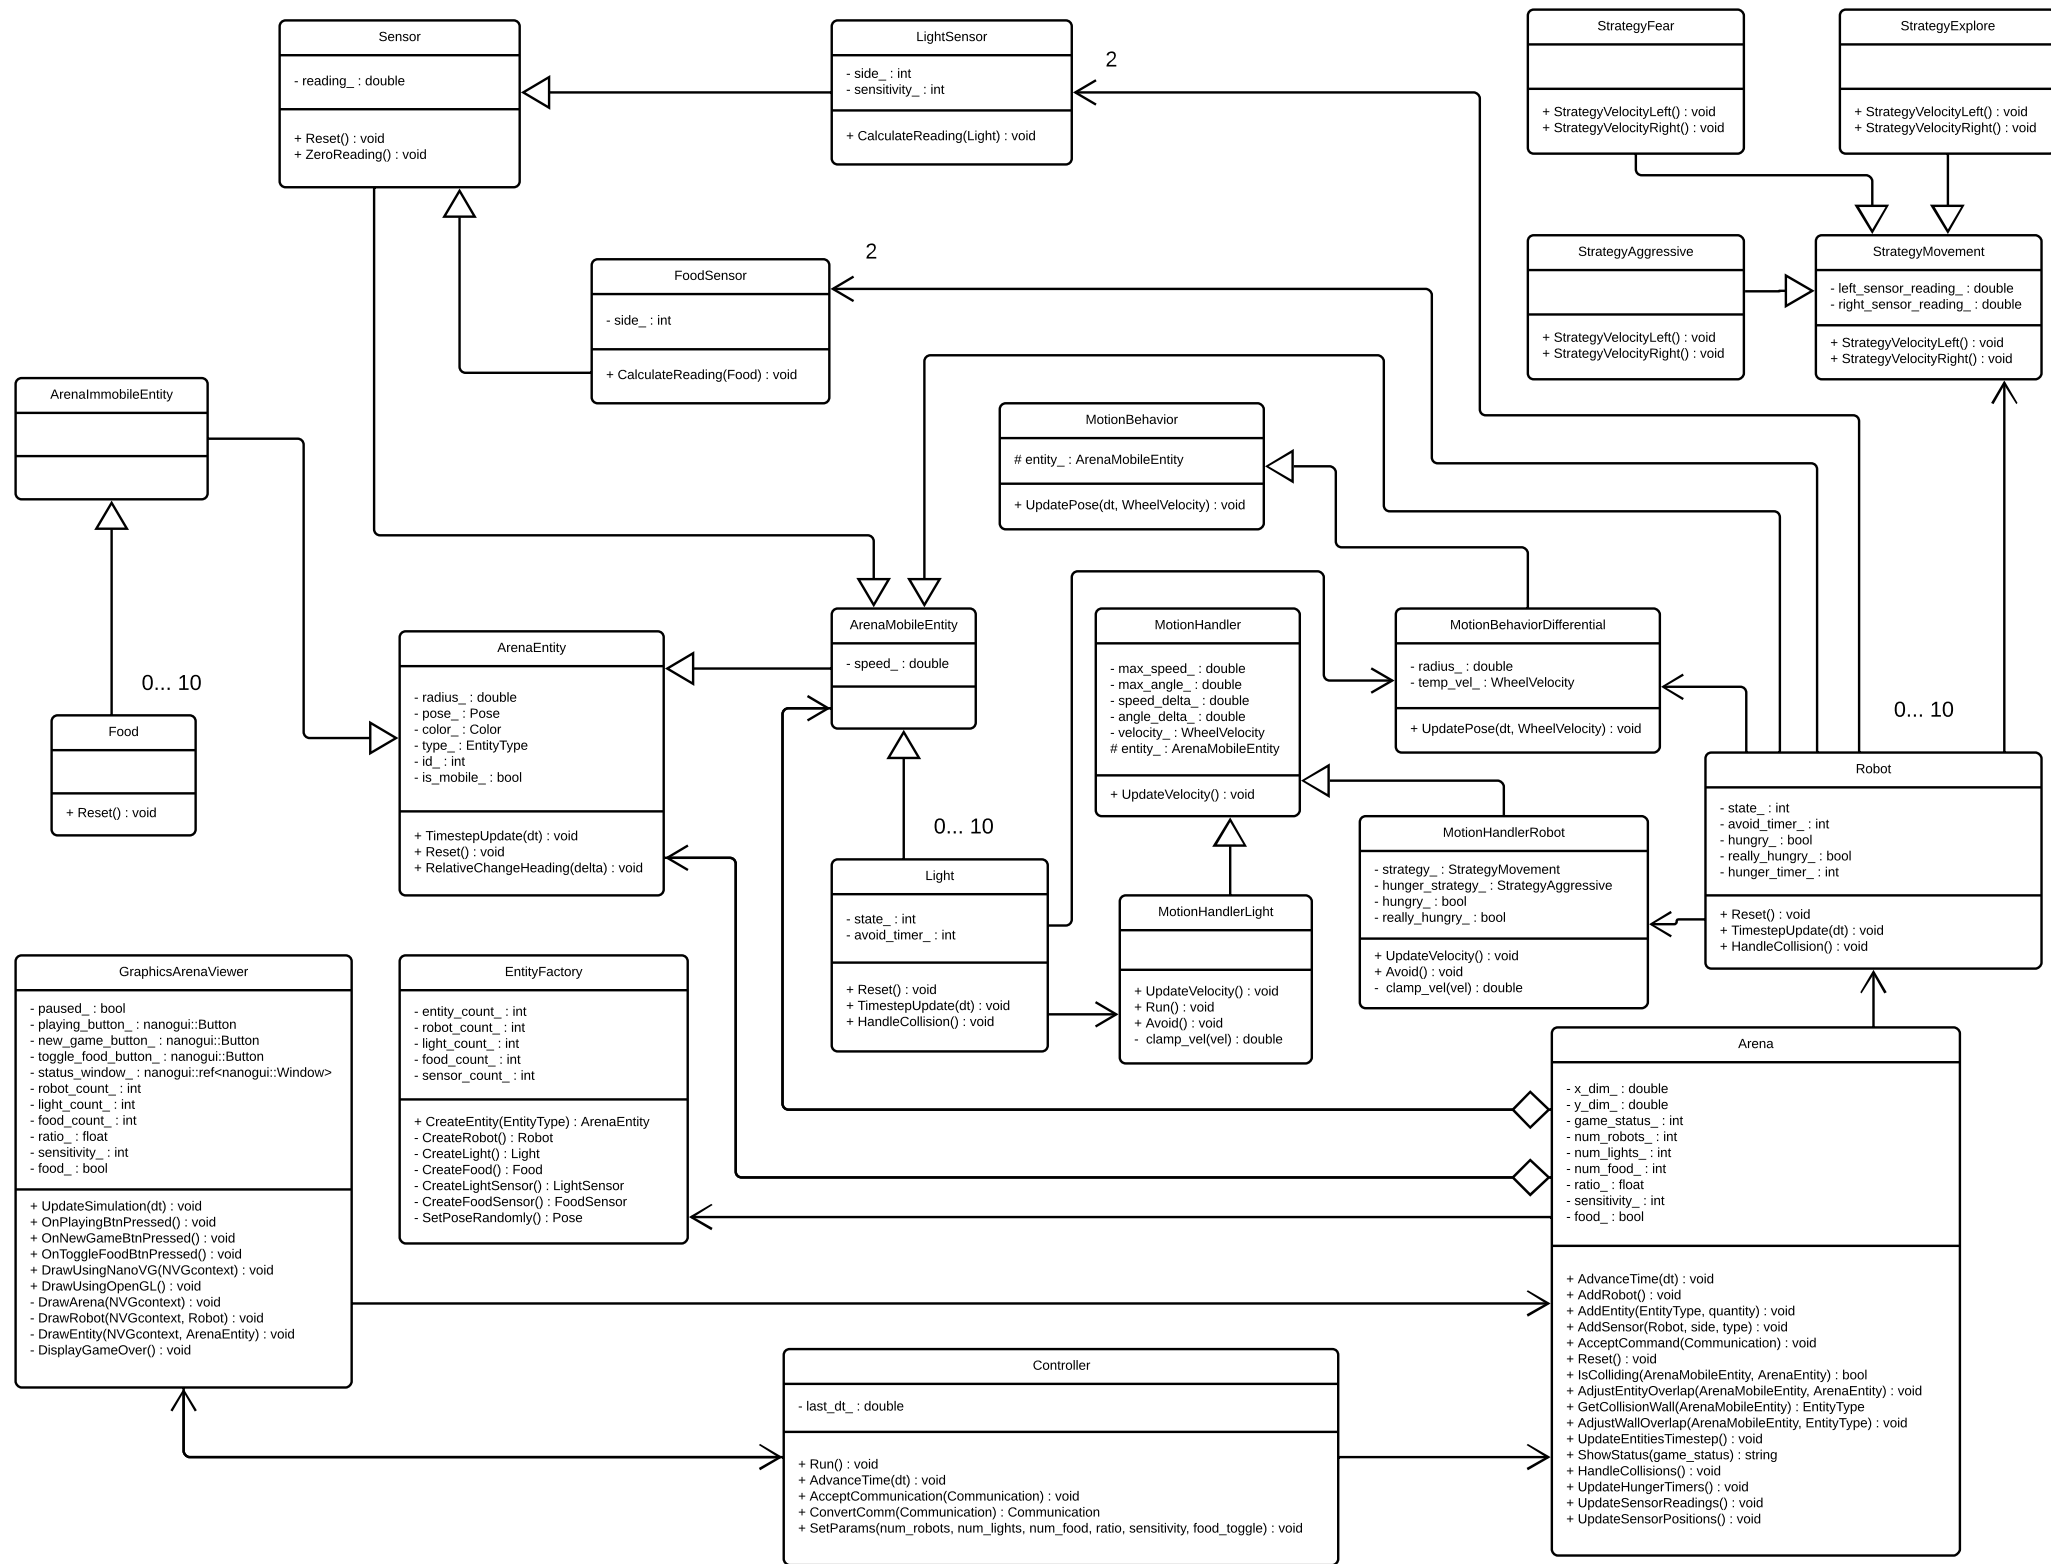 Sensor
- reading_ : double
+ Reset() : void
+ ZeroReading() : void
LightSensor
- side_ : int
- sensitivity_ : int
+ CalculateReading(Light) : void
2
StrategyFear
+ StrategyVelocityLeft() : void
+ StrategyVelocityRight() : void
StrategyExplore
+ StrategyVelocityLeft() : void
+ StrategyVelocityRight() : void
FoodSensor
- side_ : int
+ CalculateReading(Food) : void
2
StrategyAggressive
+ StrategyVelocityLeft() : void
+ StrategyVelocityRight() : void
StrategyMovement
- left_sensor_reading_ : double
- right_sensor_reading_ : double
+ StrategyVelocityLeft() : void
+ StrategyVelocityRight() : void
ArenaImmobileEntity
MotionBehavior
# entity_ : ArenaMobileEntity
+ UpdatePose(dt, WheelVelocity) : void
0... 10
Food
+ Reset() : void
ArenaEntity
- radius_ : double
- pose_ : Pose
- color_ : Color
- type_ : EntityType
- id_ : int
- is_mobile_ : bool
+ TimestepUpdate(dt) : void
+ Reset() : void
+ RelativeChangeHeading(delta) : void
ArenaMobileEntity
- speed_ : double
MotionHandler
- max_speed_ : double
- max_angle_ : double
- speed_delta_ : double
- angle_delta_ : double
- velocity_ : WheelVelocity
# entity_ : ArenaMobileEntity
+ UpdateVelocity() : void
MotionBehaviorDifferential
- radius_ : double
- temp_vel_ : WheelVelocity
+ UpdatePose(dt, WheelVelocity) : void
0... 10
Robot
- state_ : int
- avoid_timer_ : int
- hungry_ : bool
- really_hungry_ : bool
- hunger_timer_ : int
+ Reset() : void
+ TimestepUpdate(dt) : void
+ HandleCollision() : void
0... 10
Light
- state_ : int
- avoid_timer_ : int
+ Reset() : void
+ TimestepUpdate(dt) : void
+ HandleCollision() : void
MotionHandlerLight
+ UpdateVelocity() : void
+ Run() : void
+ Avoid() : void
-  clamp_vel(vel) : double
MotionHandlerRobot
- strategy_ : StrategyMovement
- hunger_strategy_ : StrategyAggressive
- hungry_ : bool
- really_hungry_ : bool
+ UpdateVelocity() : void
+ Avoid() : void
-  clamp_vel(vel) : double
GraphicsArenaViewer
- paused_ : bool
- playing_button_ : nanogui::Button
- new_game_button_ : nanogui::Button
- toggle_food_button_ : nanogui::Button
- status_window_ : nanogui::ref<nanogui::Window>
- robot_count_ : int
- light_count_ : int
- food_count_ : int
- ratio_ : float
- sensitivity_ : int
- food_ : bool
+ UpdateSimulation(dt) : void
+ OnPlayingBtnPressed() : void
+ OnNewGameBtnPressed() : void
+ OnToggleFoodBtnPressed() : void
+ DrawUsingNanoVG(NVGcontext) : void
+ DrawUsingOpenGL() : void
- DrawArena(NVGcontext) : void
- DrawRobot(NVGcontext, Robot) : void
- DrawEntity(NVGcontext, ArenaEntity) : void
- DisplayGameOver() : void
EntityFactory
- entity_count_ : int
- robot_count_ : int
- light_count_ : int
- food_count_ : int
- sensor_count_ : int
+ CreateEntity(EntityType) : ArenaEntity
- CreateRobot() : Robot
- CreateLight() : Light
- CreateFood() : Food
- CreateLightSensor() : LightSensor
- CreateFoodSensor() : FoodSensor
- SetPoseRandomly() : Pose
Arena
- x_dim_ : double
- y_dim_ : double
- game_status_ : int
- num_robots_ : int
- num_lights_ : int
- num_food_ : int
- ratio_ : float
- sensitivity_ : int
- food_ : bool
+ AdvanceTime(dt) : void
+ AddRobot() : void
+ AddEntity(EntityType, quantity) : void
+ AddSensor(Robot, side, type) : void
+ AcceptCommand(Communication) : void
+ Reset() : void
+ IsColliding(ArenaMobileEntity, ArenaEntity) : bool
+ AdjustEntityOverlap(ArenaMobileEntity, ArenaEntity) : void
+ GetCollisionWall(ArenaMobileEntity) : EntityType
+ AdjustWallOverlap(ArenaMobileEntity, EntityType) : void
+ UpdateEntitiesTimestep() : void
+ ShowStatus(game_status) : string
+ HandleCollisions() : void
+ UpdateHungerTimers() : void
+ UpdateSensorReadings() : void
+ UpdateSensorPositions() : void
Controller
- last_dt_ : double
+ Run() : void
+ AdvanceTime(dt) : void
+ AcceptCommunication(Communication) : void
+ ConvertComm(Communication) : Communication
+ SetParams(num_robots, num_lights, num_food, ratio, sensitivity, food_toggle) : void